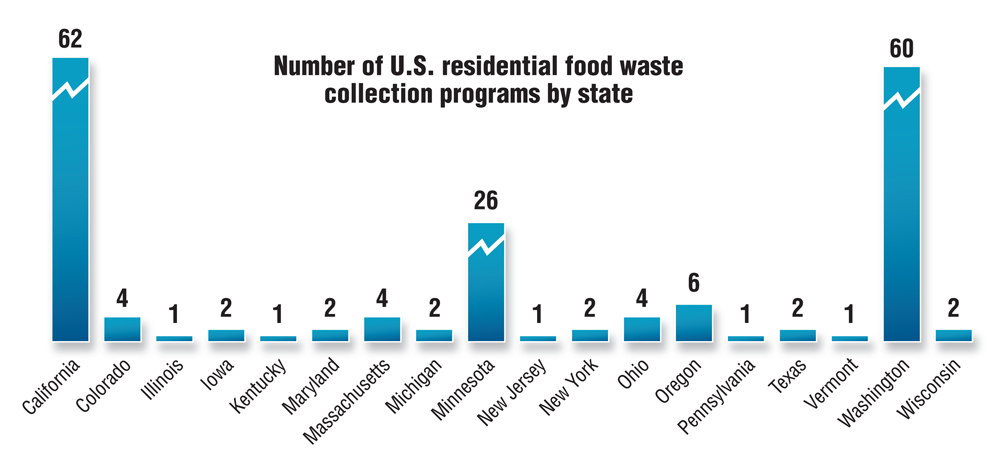 Number of U.S. residential food waste
collection programs by state
62
4
1
2
1
2
4
2
26
1
2
4
6
1
2
1
60
2
California
Colorado
Illinois
Iowa
Kentucky
Maryland
Massachusetts
Michigan
Minnesota
New Jersey
New York
Ohio
Oregon
Pennsylvania
Texas
Vermont
Washington
Wisconsin